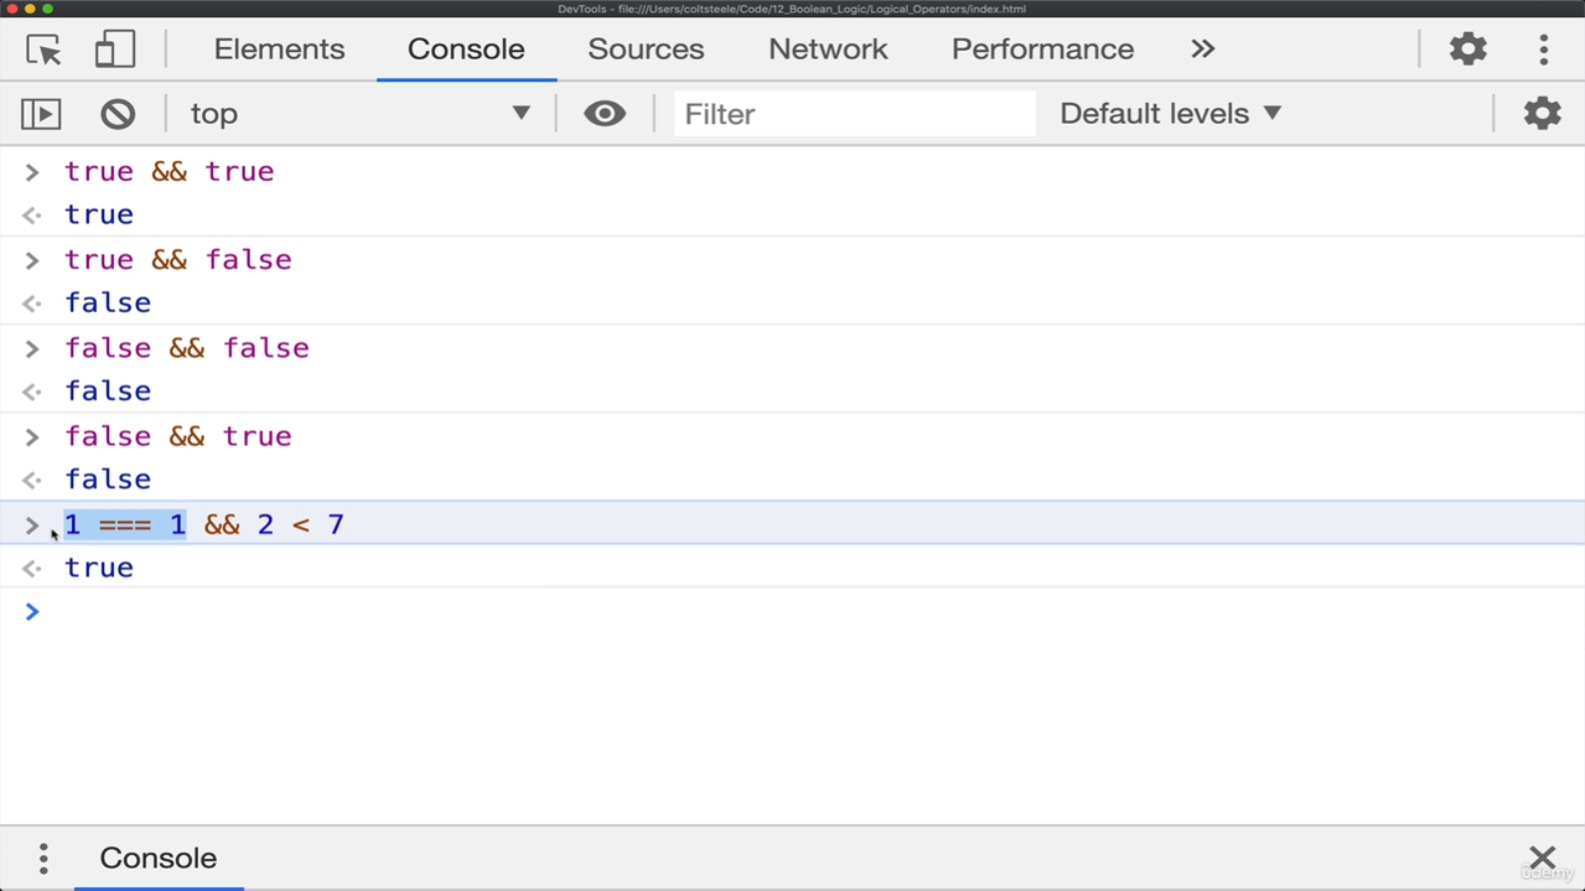 DevTools - file:///Users/coltsteele/Code/12_Boolean_Logic/Logical_Operators/index.html
Elements Console Sources Network Performance »
top Filter Default levels
> true && true
true
> true && false
false
> false && false
false
> false && true
false
> 1 === 1 && 2 < 7
true
>
Console
ûdemy